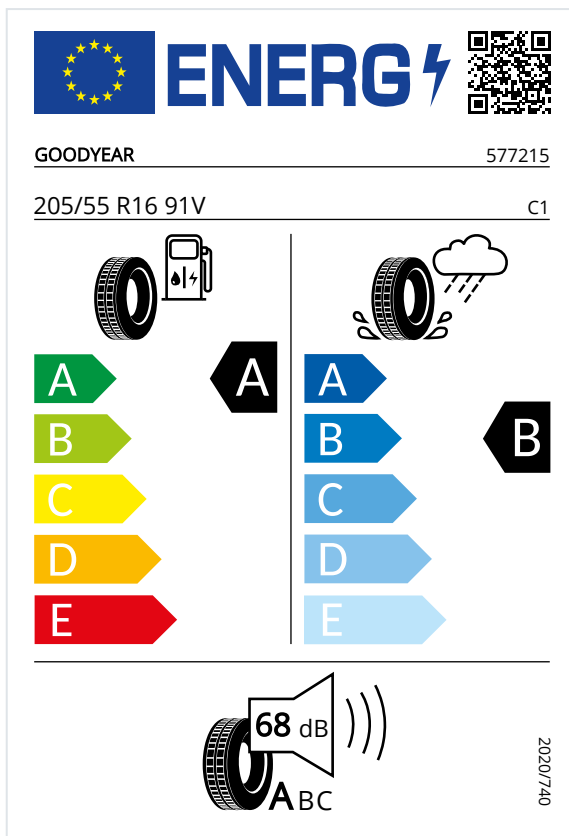 ENERG
GOODYEAR 577215
205/55 R16 91V C1
A A A
B B B
C C
D D
E E
68 dB
ABC
2020/740